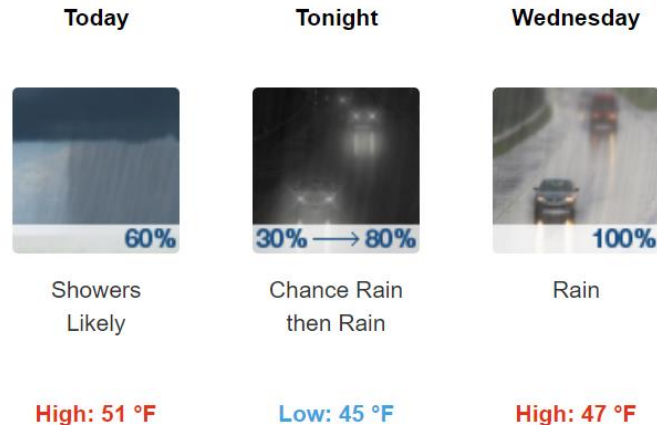 Today
Tonight
Wednesday
60%
30% → 80%
100%
Showers
Likely
Chance Rain
then Rain
Rain
High: 51 °F
Low: 45 °F
High: 47 °F